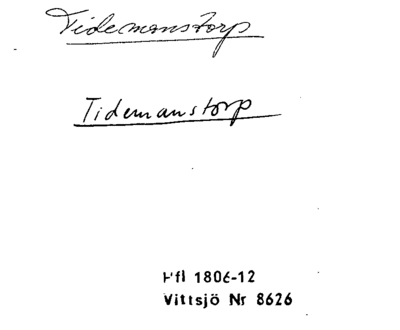 Tidemanstorp
Tidemanstorp
Hfl 1806-12
Vittsjö Nr 8626